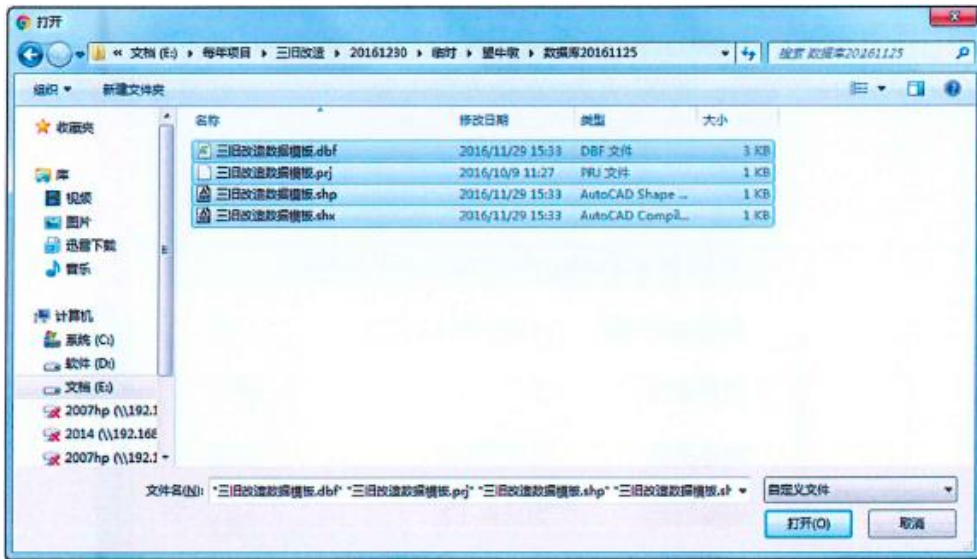 打开
« 文档 (E:) ▸ 每年项目 ▸ 三旧改造 ▸ 20161230 ▸ 临时 ▸ 望牛墩 ▸ 数据库20161125
搜索 数据库20161125
组织 新建文件夹
名称 修改日期 类型 大小
三旧改造数据模板.dbf 2016/11/29 15:33 DBF 文件 3 KB
三旧改造数据模板.prj 2016/10/9 11:27 PRJ 文件 1 KB
三旧改造数据模板.shp 2016/11/29 15:33 AutoCAD Shape ... 1 KB
三旧改造数据模板.shx 2016/11/29 15:33 AutoCAD Compil... 1 KB
收藏夹
库
视频
图片
迅雷下载
音乐
计算机
系统 (C:)
软件 (D:)
文档 (E:)
2007hp (\\192.1
2014 (\\192.168
2007hp (\\192.1
文件名(N): "三旧改造数据模板.dbf" "三旧改造数据模板.prj" "三旧改造数据模板.shp" "三旧改造数据模板.sh
自定义文件
打开(O) 取消